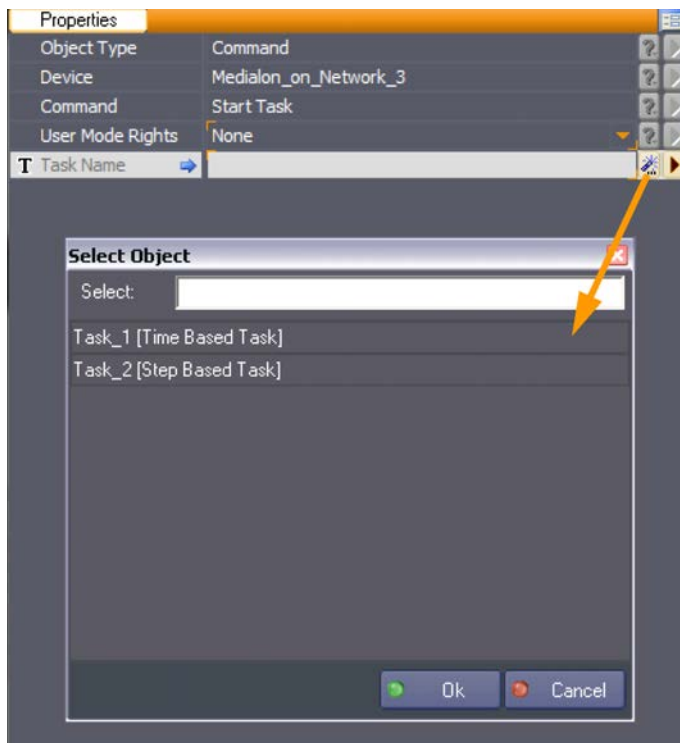 Properties
Object Type Command ?
Device Medialon_on_Network_3 ?
Command Start Task ?
User Mode Rights None ?
T Task Name
Select Object
Select:
Task_1 [Time Based Task]
Task_2 [Step Based Task]
Ok Cancel